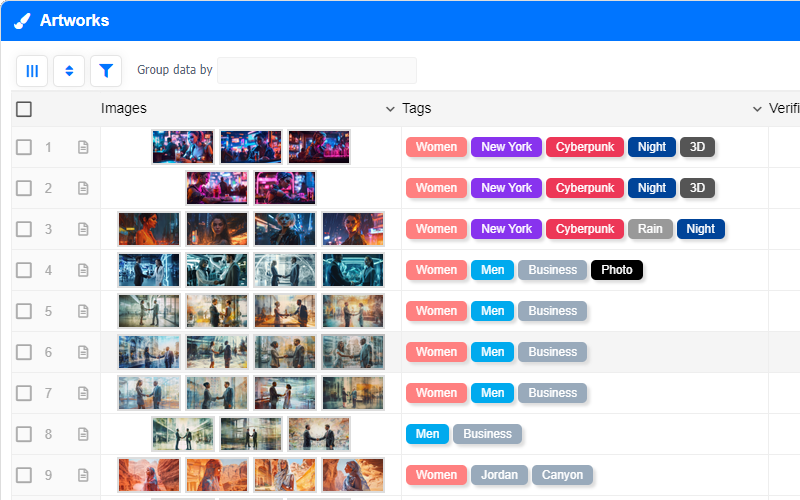 Artworks
Group data by
Images Tags Verifi
1 Women New York Cyberpunk Night 3D
2 Women New York Cyberpunk Night 3D
3 Women New York Cyberpunk Rain Night
4 Women Men Business Photo
5 Women Men Business
6 Women Men Business
7 Women Men Business
8 Men Business
9 Women Jordan Canyon